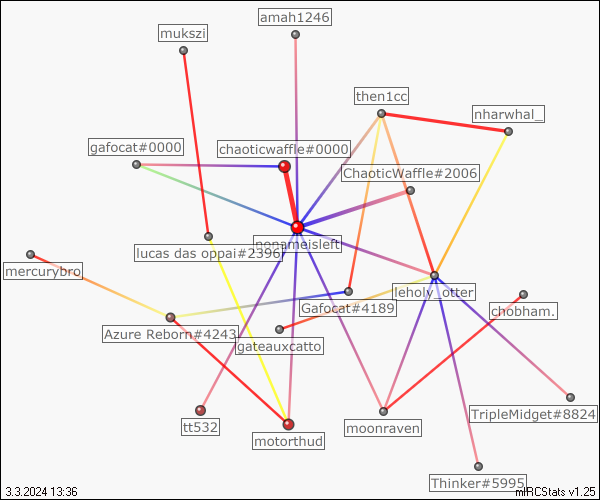 amah1246
mukszi
then1cc
nharwhal_
gafocat#0000
chaoticwaffle#0000
ChaoticWaffle#2006
nonameisleft
lucas das oppai#2396
mercurybro
leholy_otter
Gafocat#4189
chobham.
Azure Reborn#4243
gateauxcatto
TripleMidget#8824
tt532
moonraven
motorthud
Thinker#5995
3.3.2024 13:36
mIRCStats v1.25